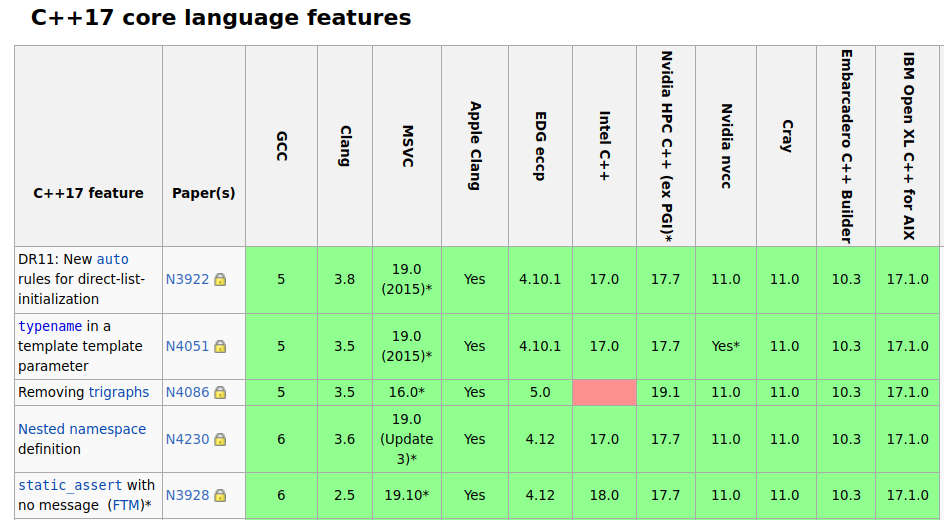 C++17 core language features
C++17 feature
Paper(s)
GCC
Clang
MSVC
Apple Clang
EDG eccp
Intel C++
Nvidia HPC C++ (ex PGI)*
Nvidia nvcc
Cray
Embarcadero C++ Builder
IBM Open XL C++ for AIX
DR11: New auto
rules for direct-list-
initialization
N3922
5
3.8
19.0
(2015)*
Yes
4.10.1
17.0
17.7
11.0
11.0
10.3
17.1.0
typename in a
template template
parameter
N4051
5
3.5
19.0
(2015)*
Yes
4.10.1
17.0
17.7
Yes*
11.0
10.3
17.1.0
Removing trigraphs
N4086
5
3.5
16.0*
Yes
5.0
19.1
11.0
11.0
10.3
17.1.0
Nested namespace
definition
N4230
6
3.6
19.0
(Update
3)*
Yes
4.12
17.0
17.7
11.0
11.0
10.3
17.1.0
static_assert with
no message (FTM)*
N3928
6
2.5
19.10*
Yes
4.12
18.0
17.7
11.0
11.0
10.3
17.1.0